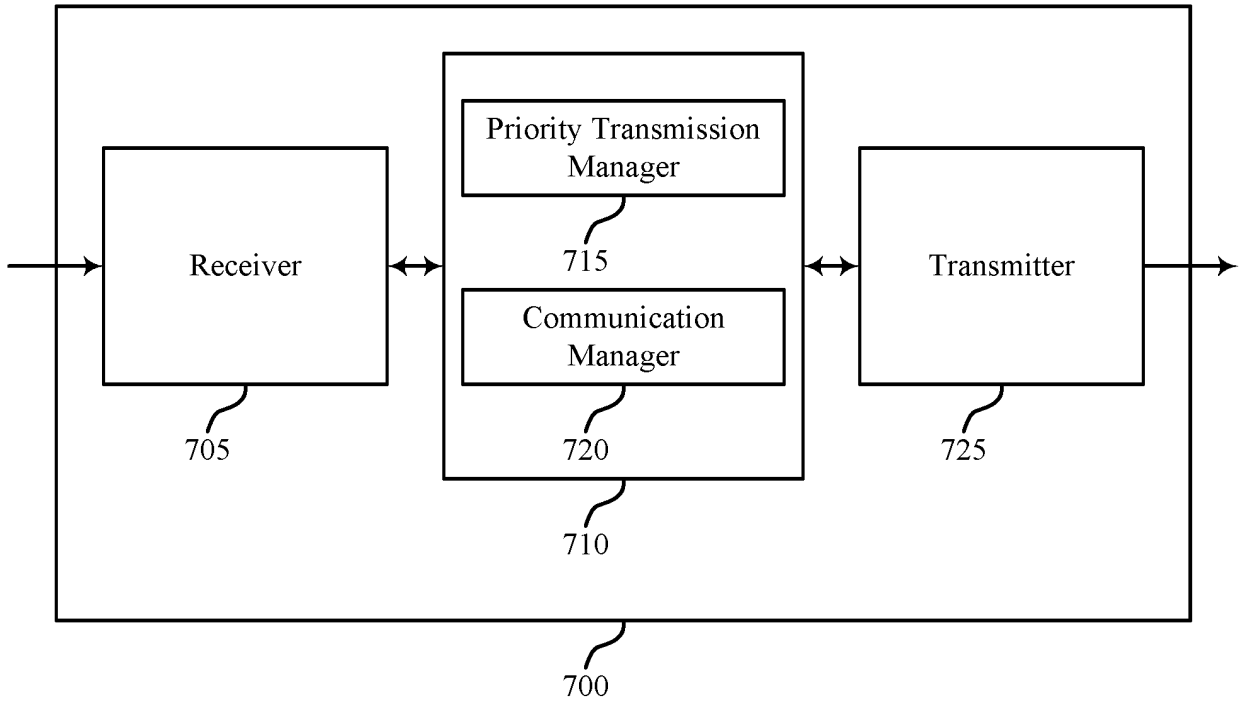 Priority Transmission
Manager
715
Receiver
705
Communication
Manager
720
710
Transmitter
725
700